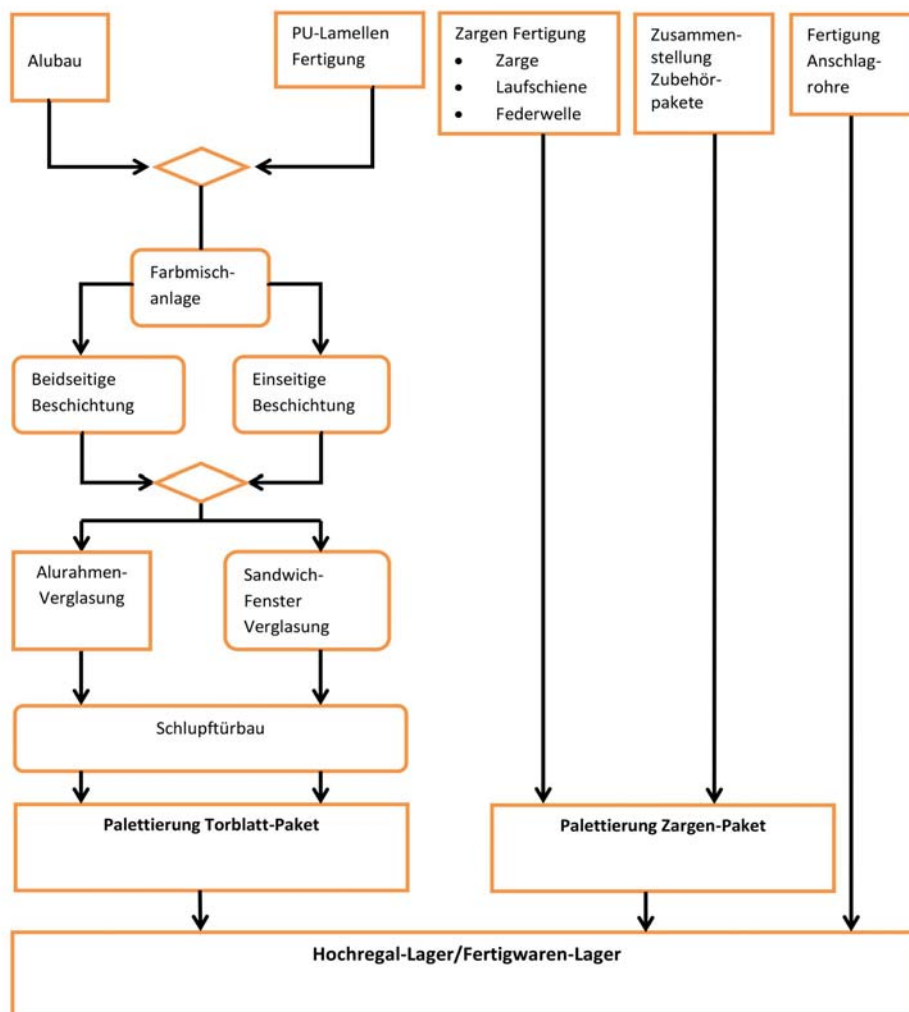 Alubau
PU-Lamellen
Fertigung
Zargen Fertigung
• Zarge
• Laufschiene
• Federwelle
Zusammen-
stellung
Zubehör-
pakete
Fertigung
Anschlag-
rohre
Farbmisch-
anlage
Beidseitige
Beschichtung
Einseitige
Beschichtung
Alurahmen-
Verglasung
Sandwich-
Fenster
Verglasung
Schlupftürbau
Palettierung Torblatt-Paket
Palettierung Zargen-Paket
Hochregal-Lager/Fertigwaren-Lager